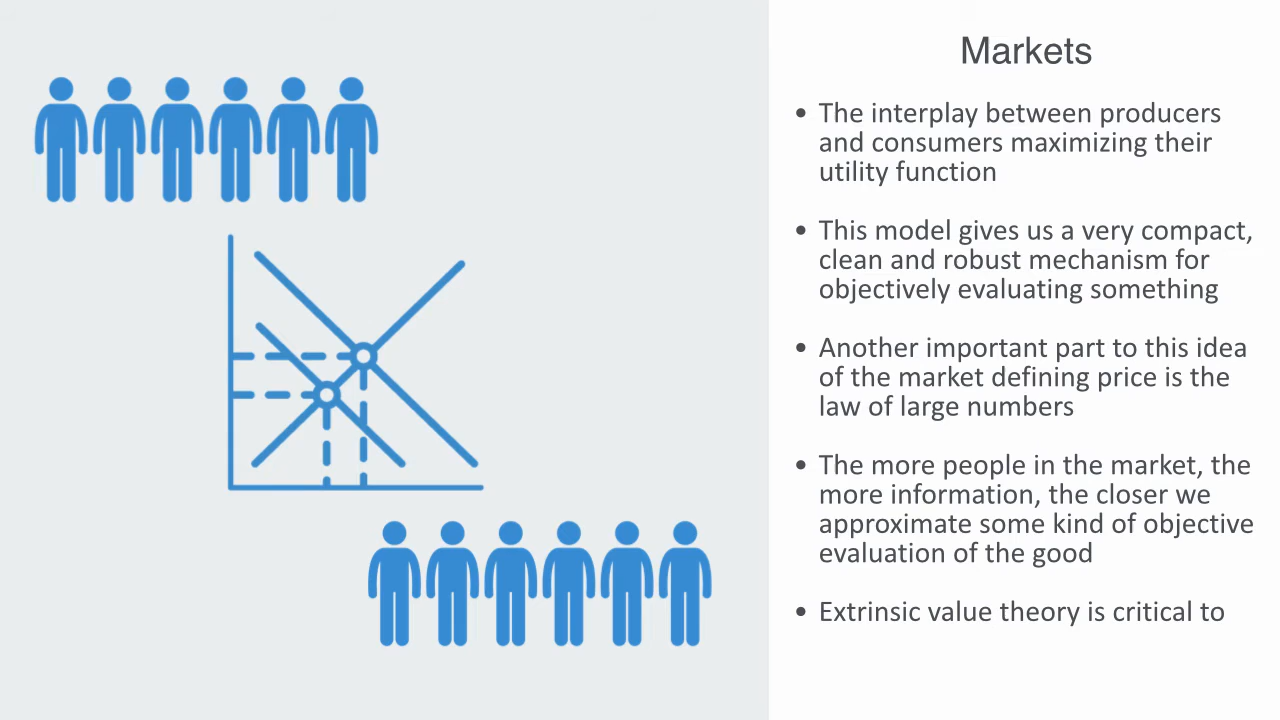 Markets
• The interplay between producers
and consumers maximizing their
utility function
• This model gives us a very compact,
clean and robust mechanism for
objectively evaluating something
• Another important part to this idea
of the market defining price is the
law of large numbers
• The more people in the market, the
more information, the closer we
approximate some kind of objective
evaluation of the good
• Extrinsic value theory is critical to